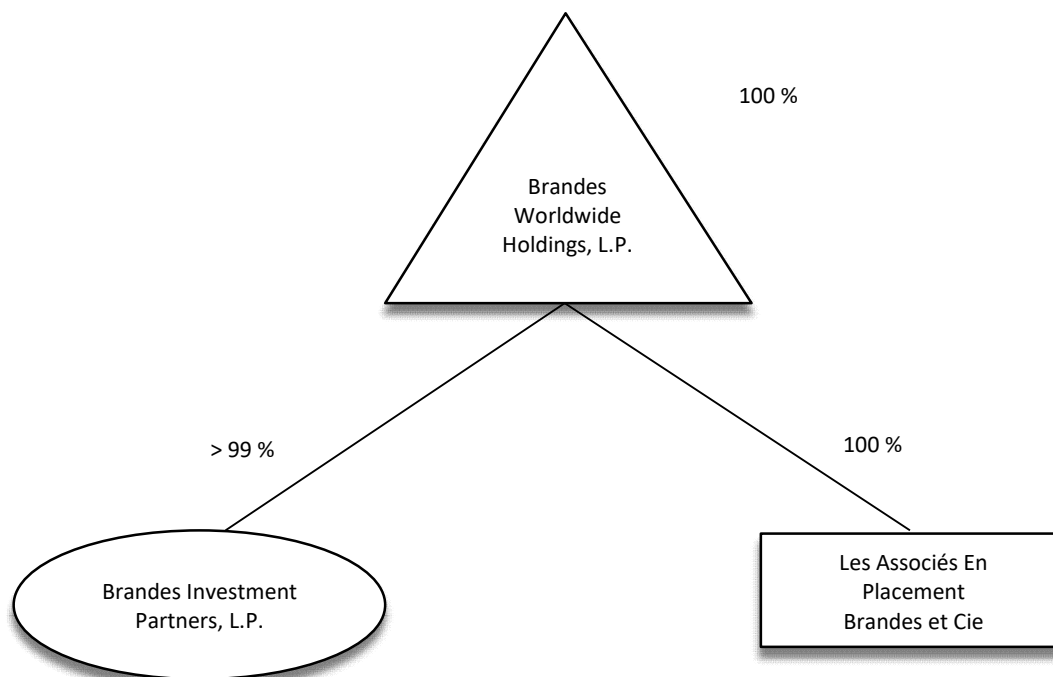 100 %
Brandes
Worldwide
Holdings, L.P.
> 99 %
100 %
Brandes Investment
Partners, L.P.
Les Associés En
Placement
Brandes et Cie